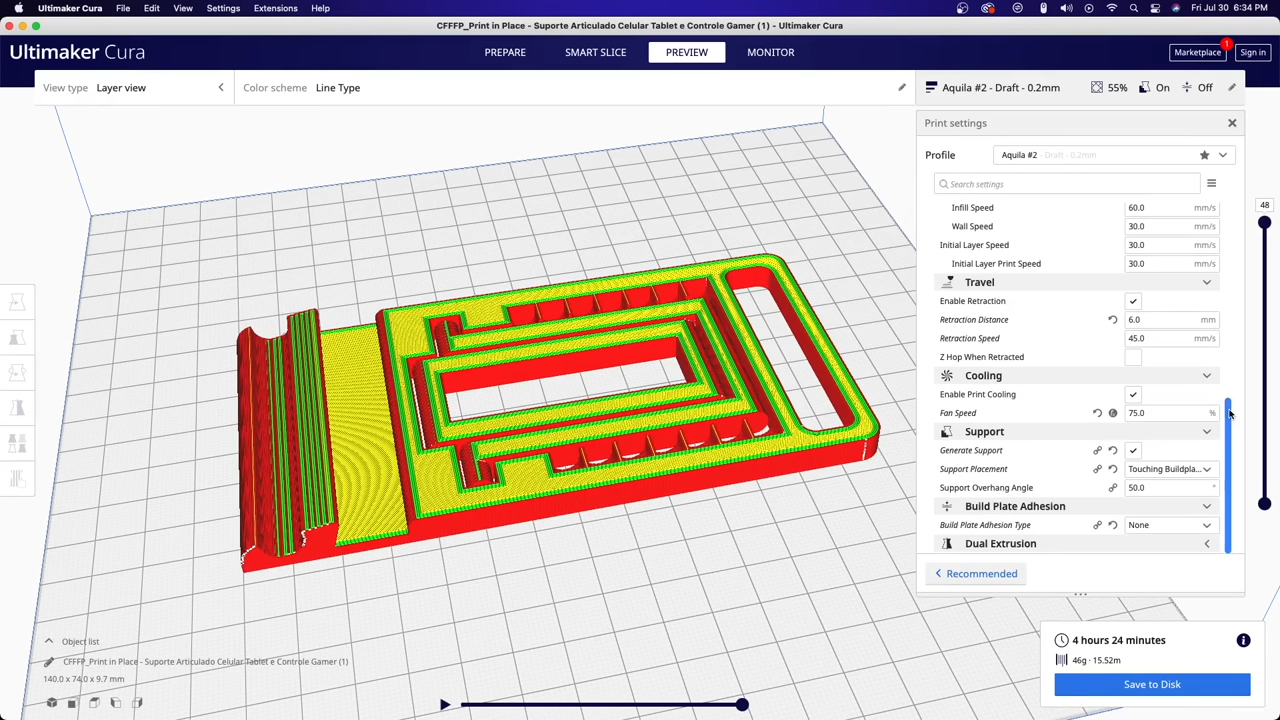 Ultimaker Cura File Edit View Settings Extensions Help Fri Jul 30 6:34 PM
CFFFP_Print in Place - Suporte Articulado Celular Tablet e Controle Gamer (1) - Ultimaker Cura
Ultimaker Cura PREPARE SMART SLICE PREVIEW MONITOR Marketplace 1 Sign in
View type Layer view Color scheme Line Type Aquila #2 - Draft - 0.2mm 55% On Off
Print settings
Profile Aquila #2 - Draft - 0.2mm
Search settings
Infill Speed 60.0 mm/s
48
Wall Speed 30.0 mm/s
Initial Layer Speed 30.0 mm/s
Initial Layer Print Speed 30.0 mm/s
Travel
Enable Retraction
Retraction Distance 6.0 mm
Retraction Speed 45.0 mm/s
Z Hop When Retracted
Cooling
Enable Print Cooling
Fan Speed 75.0 %
Support
Generate Support
Support Placement Touching Buildpla...
Support Overhang Angle 50.0 °
Build Plate Adhesion
Build Plate Adhesion Type None
Dual Extrusion
Recommended
Object list
CFFFP_Print in Place - Suporte Articulado Celular Tablet e Controle Gamer (1)
140.0 x 74.0 x 9.7 mm
4 hours 24 minutes
46g · 15.52m
Save to Disk